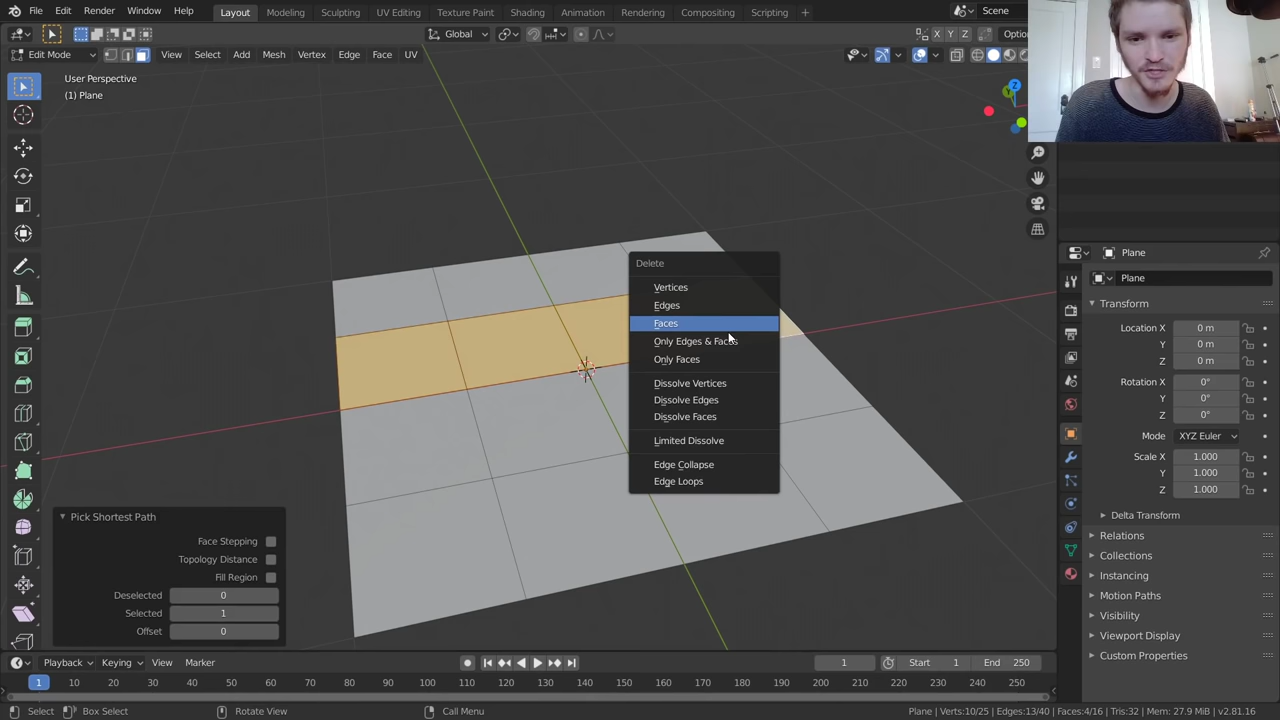 File Edit Render Window Help Layout Modeling Sculpting UV Editing Texture Paint Shading Animation Rendering Compositing Scripting + Scene
Global X Y Z Optio
Edit Mode View Select Add Mesh Vertex Edge Face UV
User Perspective
(1) Plane
Z
Y
Delete
Vertices
Edges
Faces
Only Edges & Faces
Only Faces
Dissolve Vertices
Dissolve Edges
Dissolve Faces
Limited Dissolve
Edge Collapse
Edge Loops
Pick Shortest Path
Face Stepping
Topology Distance
Fill Region
Deselected 0
Selected 1
Offset 0
Plane
Plane
Transform
Location X 0 m
Y 0 m
Z 0 m
Rotation X 0°
Y 0°
Z 0°
Mode XYZ Euler
Scale X 1.000
Y 1.000
Z 1.000
Delta Transform
Relations
Collections
Instancing
Motion Paths
Visibility
Viewport Display
Custom Properties
Playback Keying View Marker 1 Start 1 End 250
1 10 20 30 40 50 60 70 80 90 100 110 120 130 140 150 160 170 180 190 200 210 220 230 240 250
Select Box Select Rotate View Call Menu Plane | Verts:10/25 | Edges:13/40 | Faces:4/16 | Tris:32 | Mem: 27.9 MiB | v2.81.16